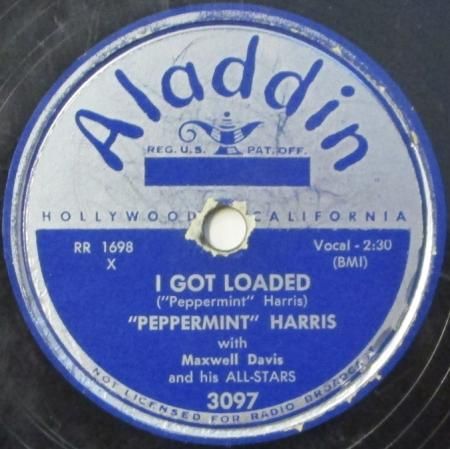 Aladdin
REG. U.S. PAT. OFF.
HOLLYWOOD CALIFORNIA
RR 1698
X
Vocal - 2:30
(BMI)
I GOT LOADED
("Peppermint" Harris)
"PEPPERMINT" HARRIS
with
Maxwell Davis
and his ALL-STARS
3097
NOT LICENSED FOR RADIO BROADCAST